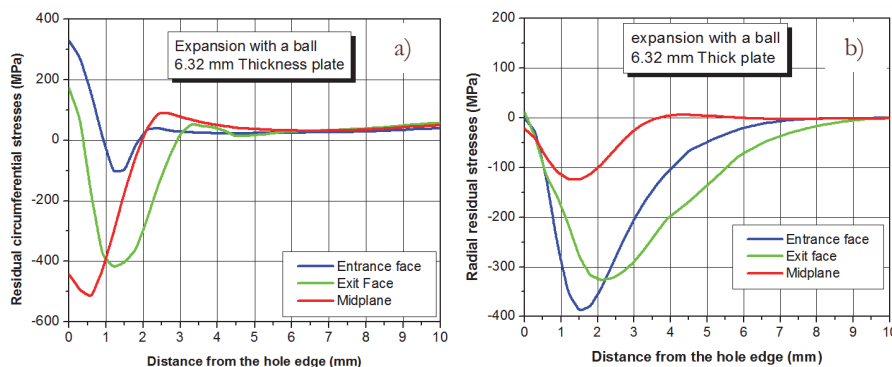 400
200
0
-200
-400
-600
Residual circumferential stresses (MPa)
Expansion with a ball
6.32 mm Thickness plate
a)
Entrance face
Exit Face
Midplane
0 1 2 3 4 5 6 7 8 9 10
Distance from the hole edge (mm)
200
100
0
-100
-200
-300
-400
Radial residual stresses (MPa)
expansion with a ball
6.32 mm Thick plate
b)
Entrance face
Exit face
Midplane
0 1 2 3 4 5 6 7 8 9 10
Distance from the hole edge (mm)